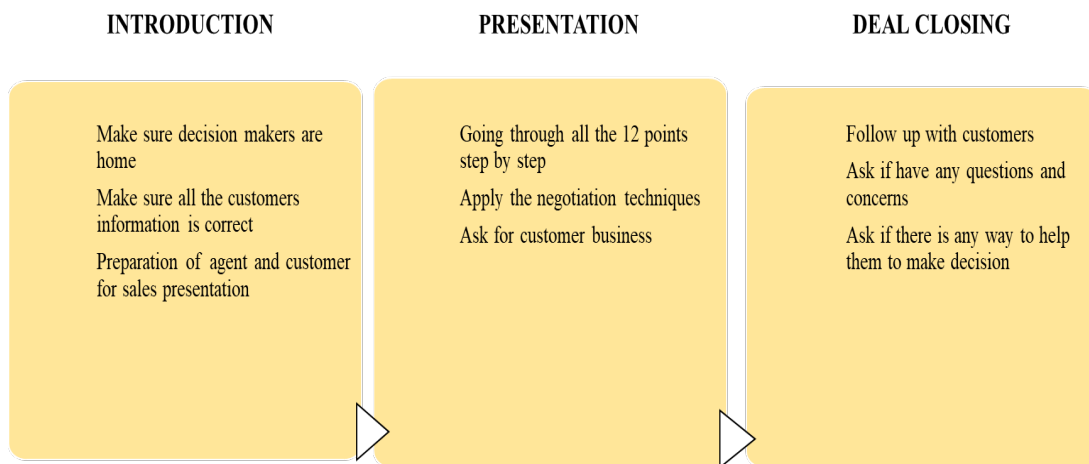 INTRODUCTION
PRESENTATION
DEAL CLOSING
Make sure decision makers are
home
Make sure all the customers
information is correct
Preparation of agent and customer
for sales presentation
Going through all the 12 points
step by step
Apply the negotiation techniques
Ask for customer business
Follow up with customers
Ask if have any questions and
concerns
Ask if there is any way to help
them to make decision